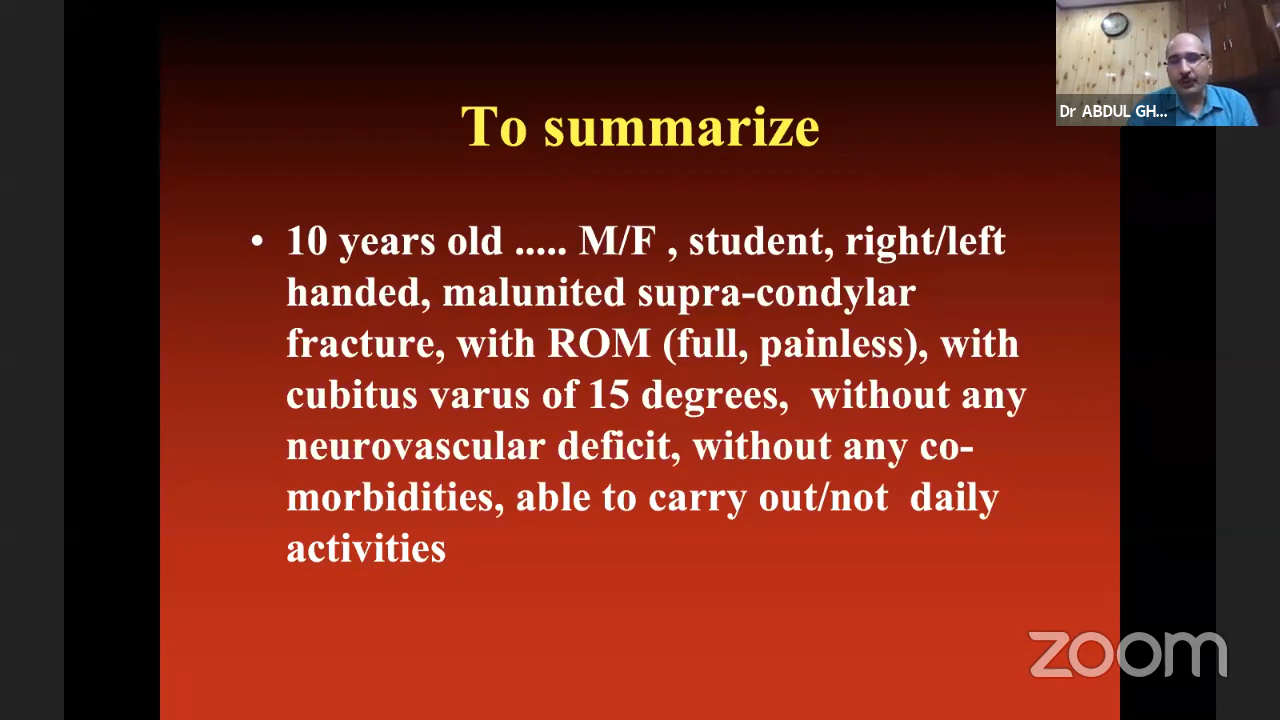 Dr ABDUL GH...
To summarize
• 10 years old ..... M/F , student, right/left
handed, malunited supra-condylar
fracture, with ROM (full, painless), with
cubitus varus of 15 degrees,  without any
neurovascular deficit, without any co-
morbidities, able to carry out/not  daily
activities
zoom